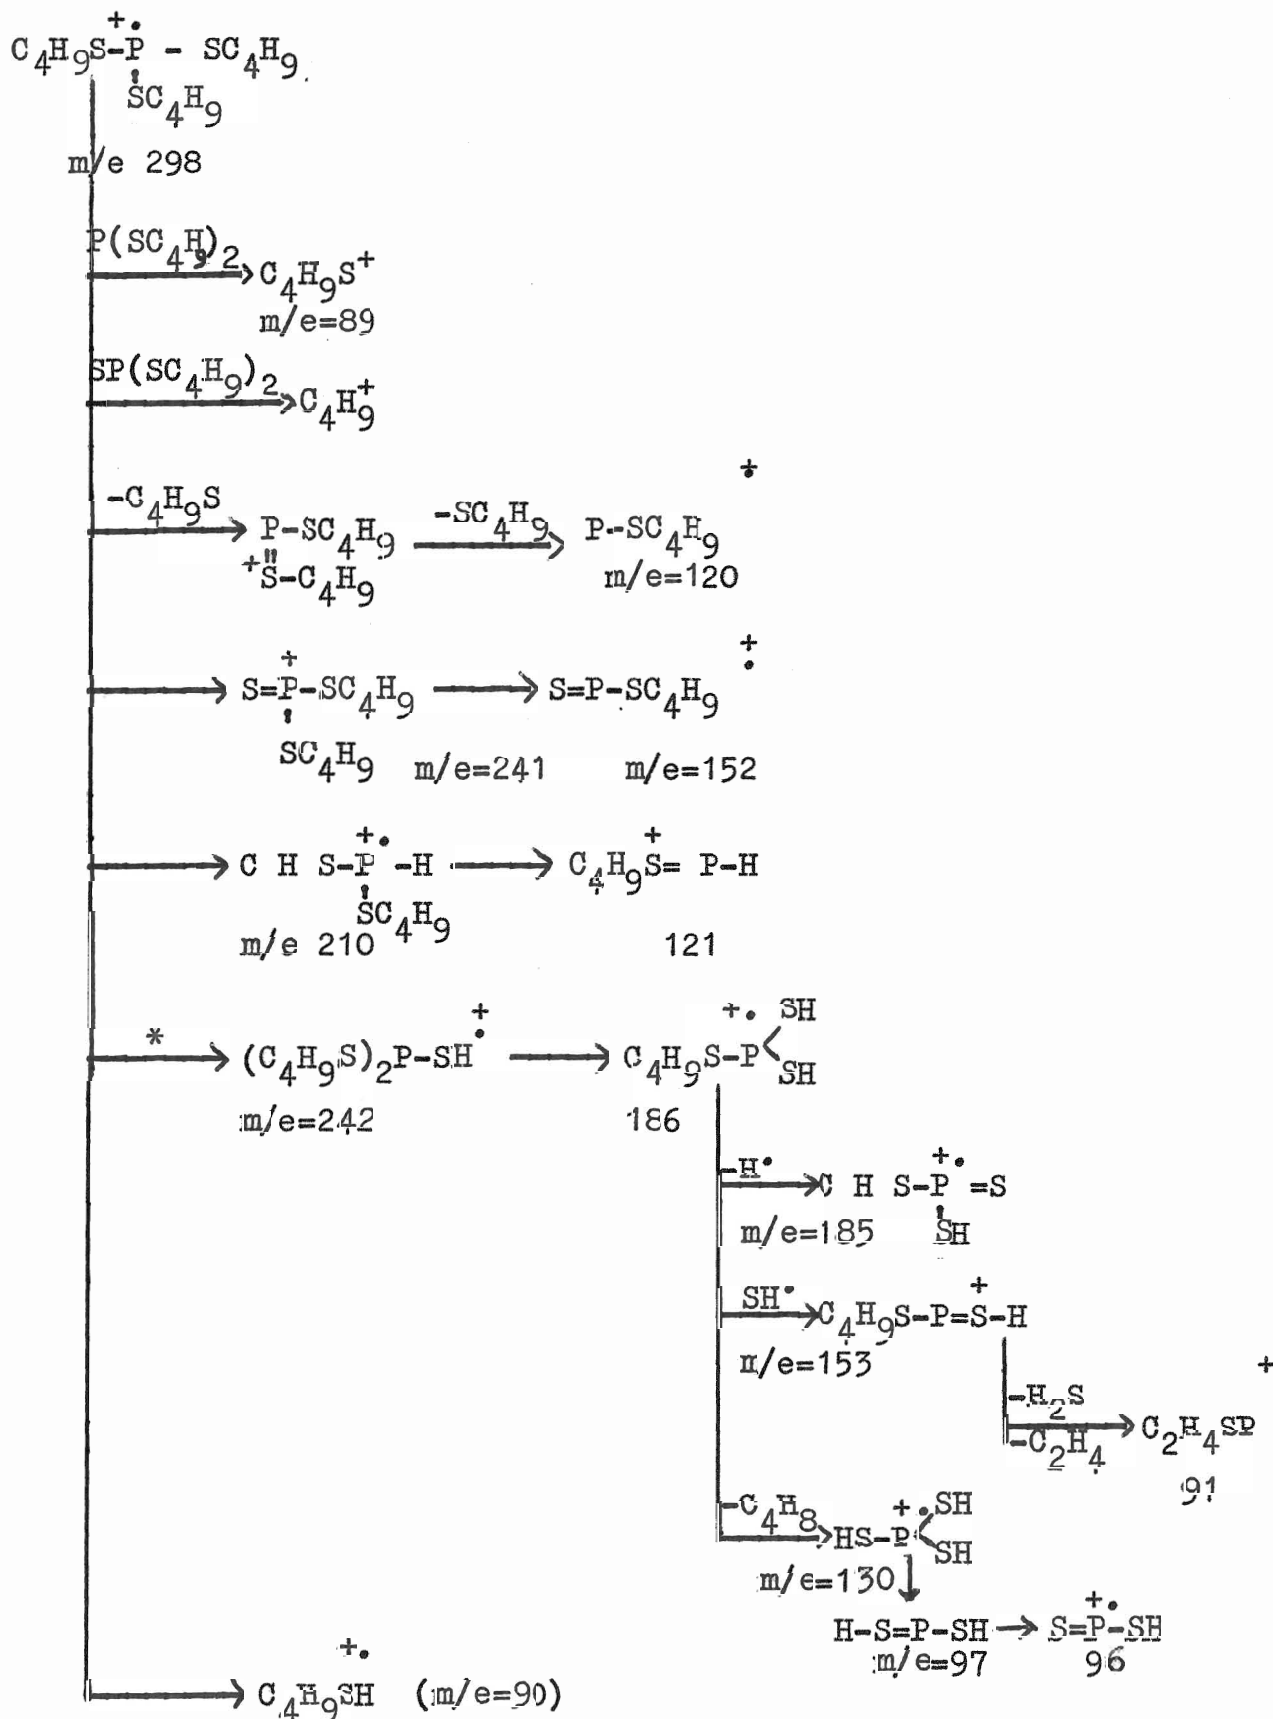 +•
C4H9S-P - SC4H9
SC4H9
m/e 298
P(SC4H9)2
C4H9S+
m/e=89
SP(SC4H9)2
C4H9+
+•
-C4H9S
P-SC4H9
-SC4H9
P-SC4H9
+S-C4H9
m/e=120
+•
+
S=P-SC4H9
S=P-SC4H9
SC4H9
m/e=241
m/e=152
+•
+
C H S-P-H
C4H9S= P-H
SC4H9
m/e 210
121
+•
+•
SH
*
(C4H9S)2P-SH
C4H9S-P
SH
m/e=242
186
+•
-H•
C H S-P=S
m/e=185
SH
+
SH•
C4H9S-P=S-H
m/e=153
+
-H2S
C2H4SP
-C2H4
91
+•
SH
-C4H8
HS-P
SH
m/e=130
+•
H-S=P-SH
S=P-SH
m/e=97
96
+•
C4H9SH (m/e=90)